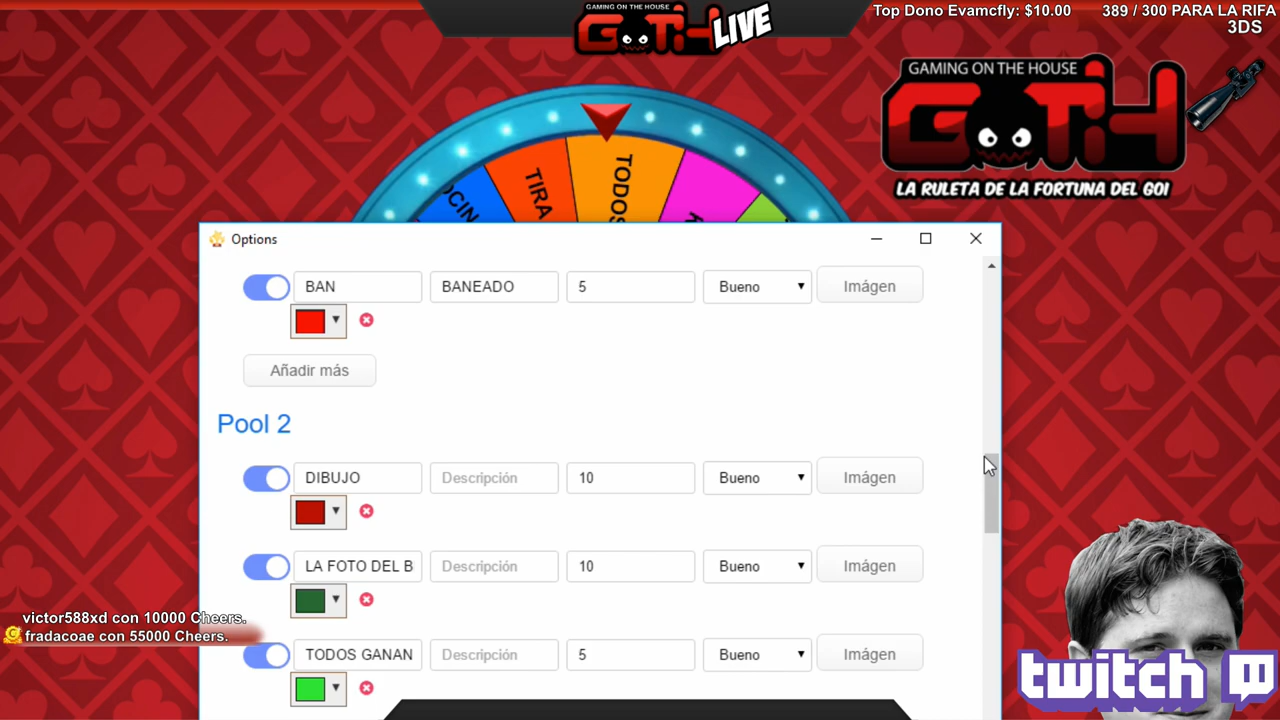 GAMING ON THE HOUSE
GOTH LIVE
Top Dono Evamcfly: $10.00
389 / 300 PARA LA RIFA
3DS
GAMING ON THE HOUSE
GOTH
LA RULETA DE LA FORTUNA DEL GOI
TIRA
TODOS
Options
BAN
BANEADO
5
Bueno
Imágen
Añadir más
Pool 2
DIBUJO
Descripción
10
Bueno
Imágen
LA FOTO DEL B
Descripción
10
Bueno
Imágen
victor588xd con 10000 Cheers.
fradacoae con 55000 Cheers.
TODOS GANAN
Descripción
5
Bueno
Imágen
twitch